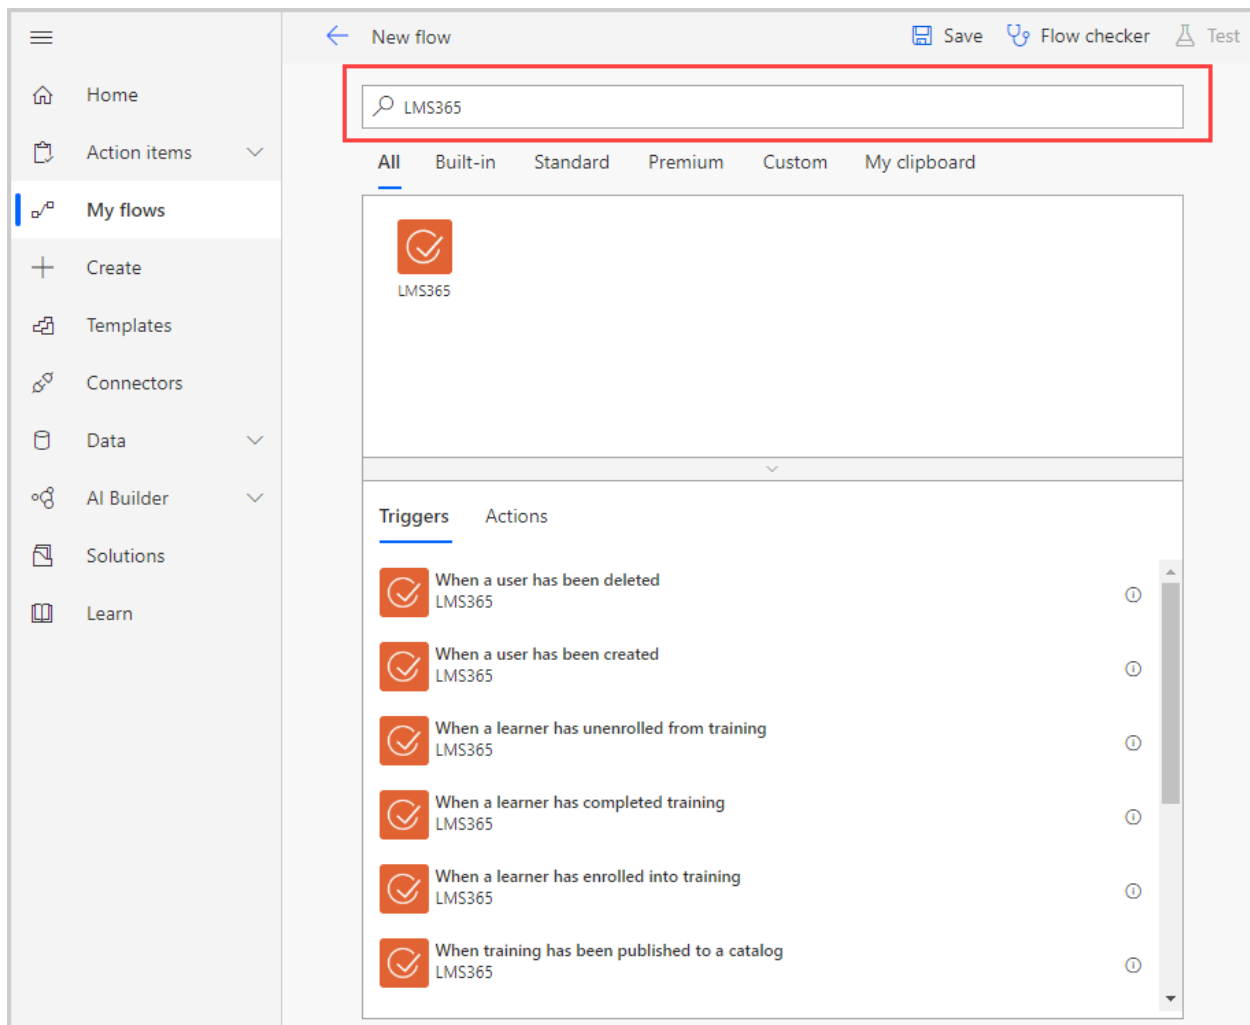 New flow
Save
Flow checker
Test
Home
Action items
My flows
Create
Templates
Connectors
Data
AI Builder
Solutions
Learn
LMS365
All
Built-in
Standard
Premium
Custom
My clipboard
LMS365
Triggers
Actions
When a user has been deleted
LMS365
When a user has been created
LMS365
When a learner has unenrolled from training
LMS365
When a learner has completed training
LMS365
When a learner has enrolled into training
LMS365
When training has been published to a catalog
LMS365